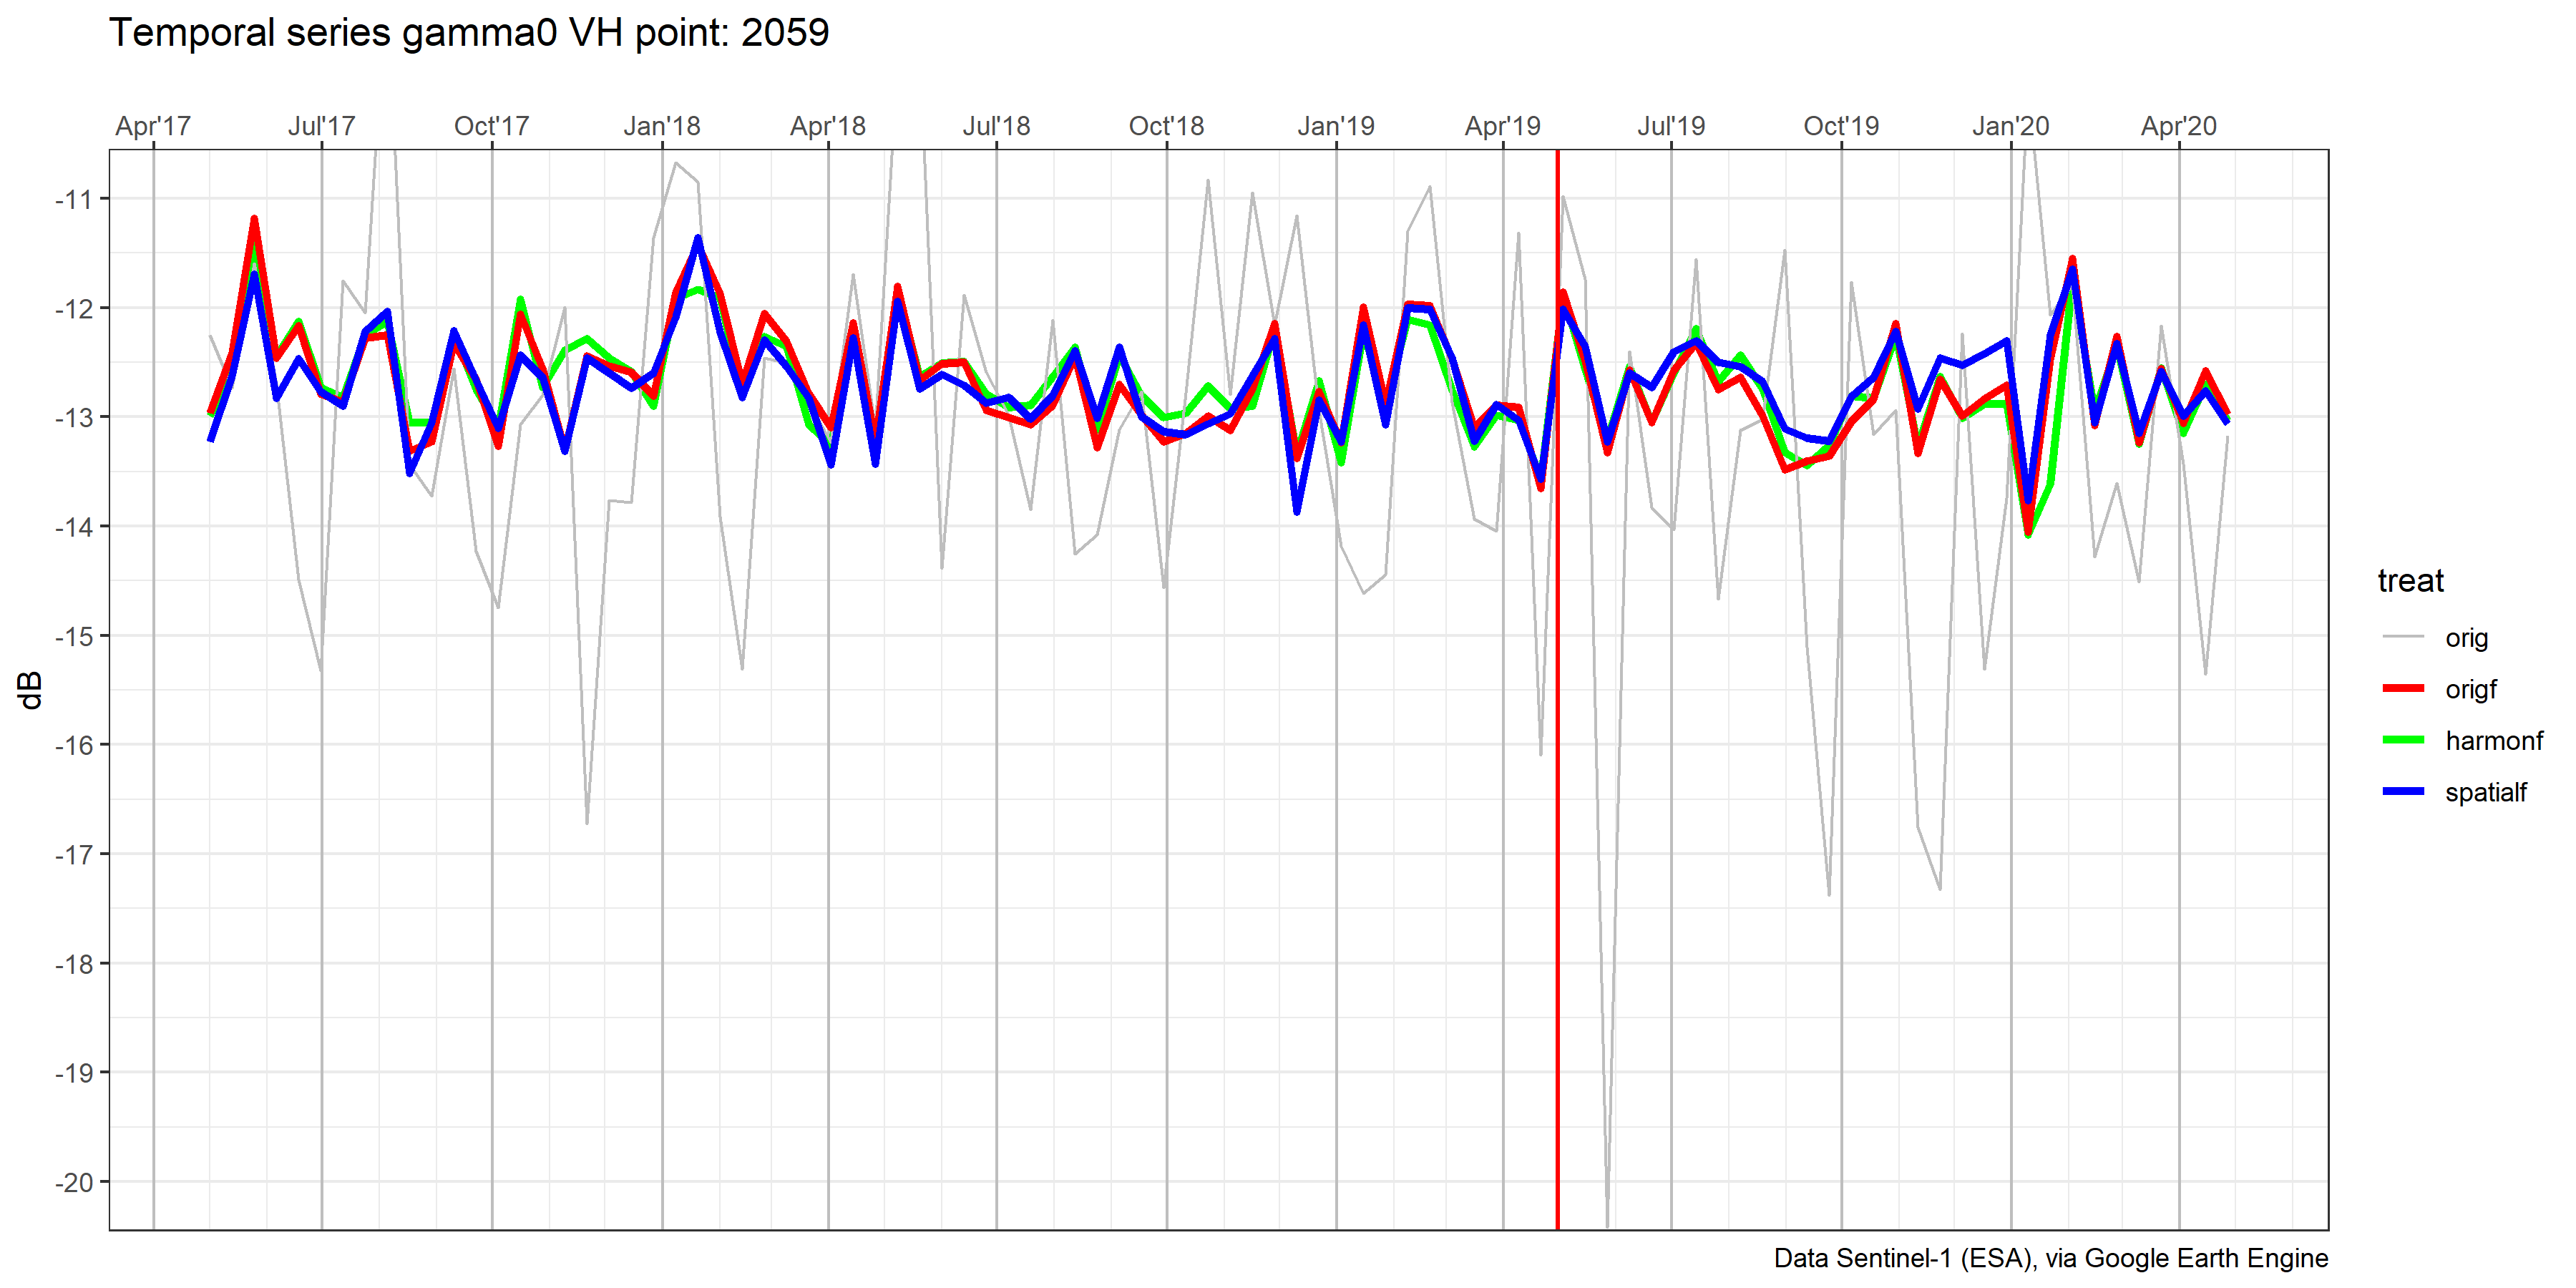 Temporal series gamma0 VH point: 2059
Apr'17 Jul'17 Oct'17 Jan'18 Apr'18 Jul'18 Oct'18 Jan'19 Apr'19 Jul'19 Oct'19 Jan'20 Apr'20
-11
-12
-13
-14
-15
-16
-17
-18
-19
-20
dB
treat
orig
origf
harmonf
spatialf
Data Sentinel-1 (ESA), via Google Earth Engine